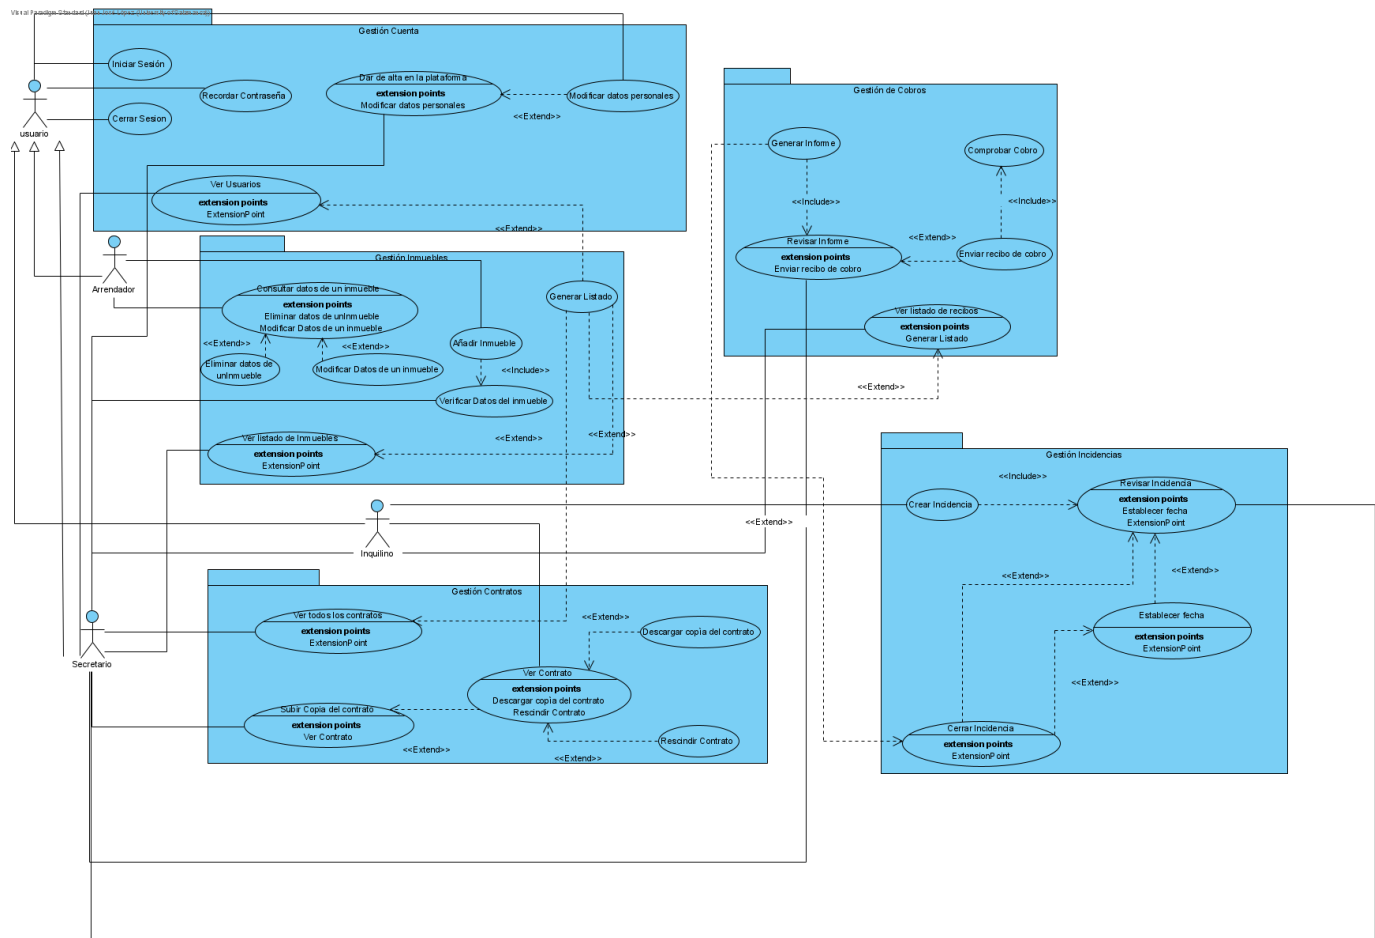 Gestión Cuenta
Iniciar Sesión
Recordar Contraseña
Cerrar Sesion
usuario
Dar de alta en la plataforma
extension points
Modificar datos personales
Modificar datos personales
<<Extend>>
Ver Usuarios
extension points
ExtensionPoint
<<Extend>>
Gestión de Cobros
Generar Informe
Comprobar Cobro
<<Include>>
<<Include>>
Revisar Informe
extension points
Enviar recibo de cobro
<<Extend>>
Enviar recibo de cobro
Ver listado de recibos
extension points
Generar Listado
<<Extend>>
Arrendador
Gestión Inmuebles
Consultar datos de un inmueble
extension points
Eliminar datos de unInmueble
Modificar Datos de un inmueble
Generar Listado
<<Extend>>
<<Extend>>
Añadir Inmueble
Eliminar datos de
unInmueble
Modificar Datos de un inmueble
<<Include>>
Verificar Datos del inmueble
Ver listado de Inmuebles
extension points
ExtensionPoint
<<Extend>>
<<Extend>>
Gestión Incidencias
<<Include>>
Crear Incidencia
Revisar Incidencia
extension points
Establecer fecha
ExtensionPoint
<<Extend>>
Inquilino
<<Extend>>
<<Extend>>
Establecer fecha
extension points
ExtensionPoint
<<Extend>>
Cerrar Incidencia
extension points
ExtensionPoint
Gestión Contratos
Ver todos los contratos
extension points
ExtensionPoint
<<Extend>>
Descargar copia del contrato
Secretario
Ver Contrato
extension points
Descargar copia del contrato
Rescindir Contrato
Subir Copia del contrato
extension points
Ver Contrato
<<Extend>>
Rescindir Contrato
<<Extend>>